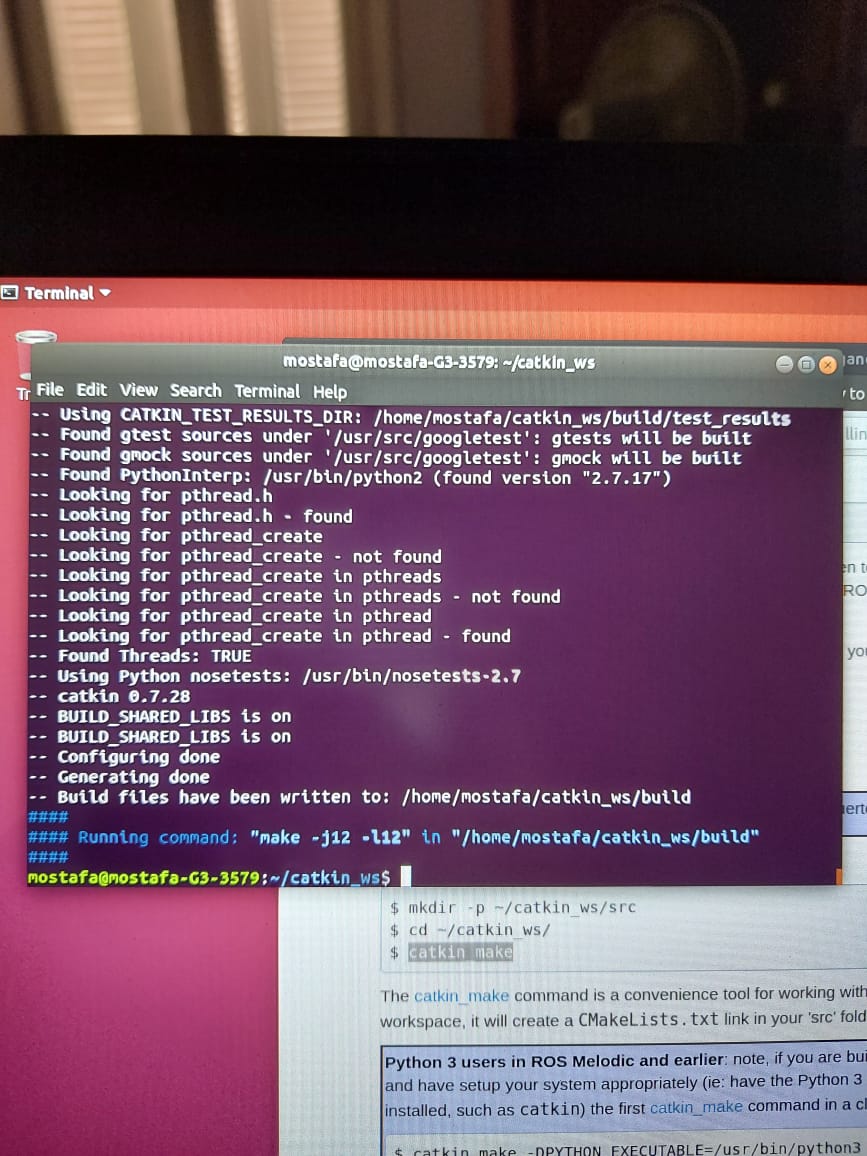 Terminal
mostafa@mostafa-G3-3579: ~/catkin_ws
File Edit View Search Terminal Help
-- Using CATKIN_TEST_RESULTS_DIR: /home/mostafa/catkin_ws/build/test_results
-- Found gtest sources under '/usr/src/googletest': gtests will be built
-- Found gmock sources under '/usr/src/googletest': gmock will be built
-- Found PythonInterp: /usr/bin/python2 (found version "2.7.17")
-- Looking for pthread.h
-- Looking for pthread.h - found
-- Looking for pthread_create
-- Looking for pthread_create - not found
-- Looking for pthread_create in pthreads
-- Looking for pthread_create in pthreads - not found
-- Looking for pthread_create in pthread
-- Looking for pthread_create in pthread - found
-- Found Threads: TRUE
-- Using Python nosetests: /usr/bin/nosetests-2.7
-- catkin 0.7.28
-- BUILD_SHARED_LIBS is on
-- BUILD_SHARED_LIBS is on
-- Configuring done
-- Generating done
-- Build files have been written to: /home/mostafa/catkin_ws/build
####
#### Running command: "make -j12 -l12" in "/home/mostafa/catkin_ws/build"
####
mostafa@mostafa-G3-3579:~/catkin_ws$
$ mkdir -p ~/catkin_ws/src
$ cd ~/catkin_ws/
$ catkin_make
The catkin_make command is a convenience tool for working with
workspace, it will create a CMakeLists.txt link in your 'src' fold
Python 3 users in ROS Melodic and earlier: note, if you are bui
and have setup your system appropriately (ie: have the Python 3
installed, such as catkin) the first catkin_make command in a cl
$ catkin_make -DPYTHON_EXECUTABLE=/usr/bin/python3